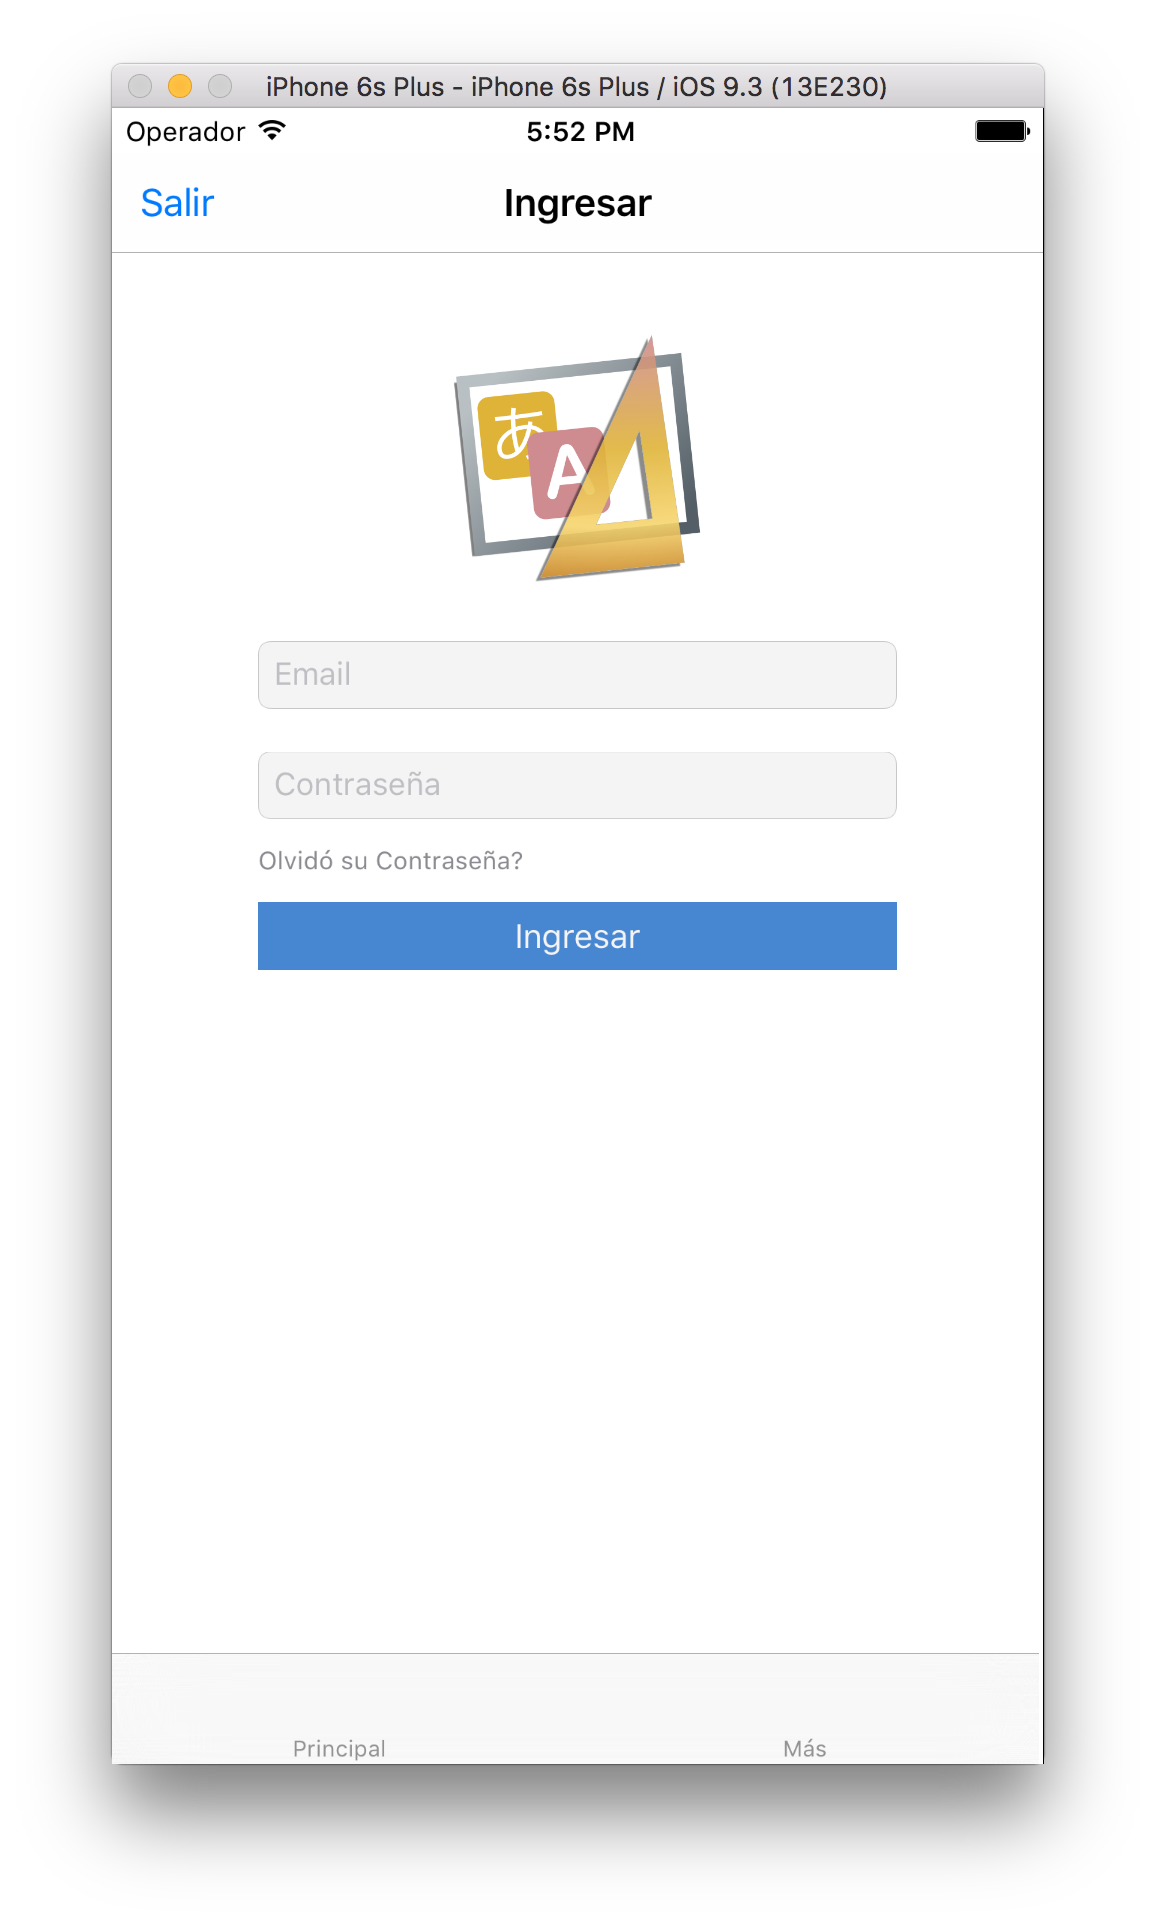 iPhone 6s Plus - iPhone 6s Plus / iOS 9.3 (13E230)
Operador 5:52 PM
Salir Ingresar
あ
A
Email
Contraseña
Olvidó su Contraseña?
Ingresar
Principal Más